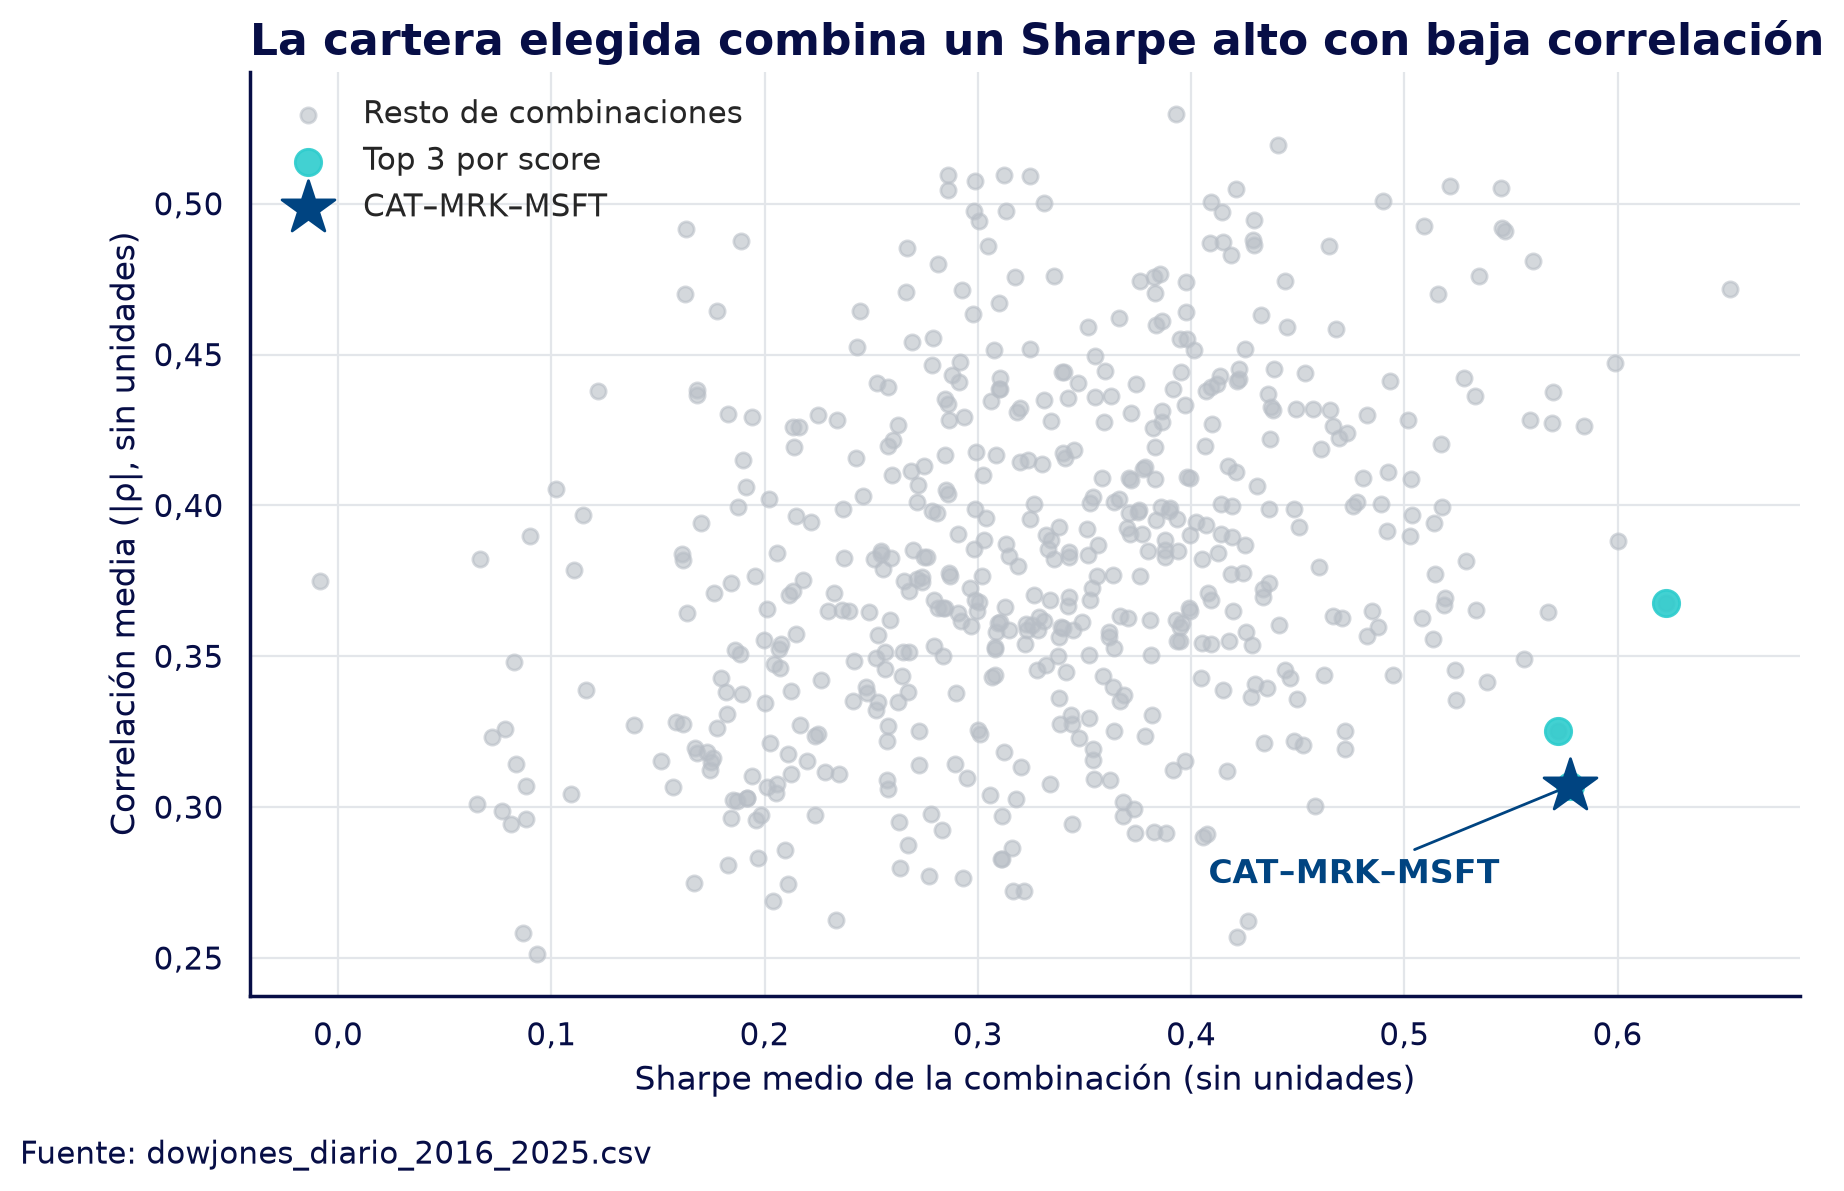 La cartera elegida combina un Sharpe alto con baja correlación
Resto de combinaciones
Top 3 por score
CAT–MRK–MSFT
Correlación media (|ρ|, sin unidades)
0,50
0,45
0,40
0,35
0,30
0,25
CAT–MRK–MSFT
0,0
0,1
0,2
0,3
0,4
0,5
0,6
Sharpe medio de la combinación (sin unidades)
Fuente: dowjones_diario_2016_2025.csv